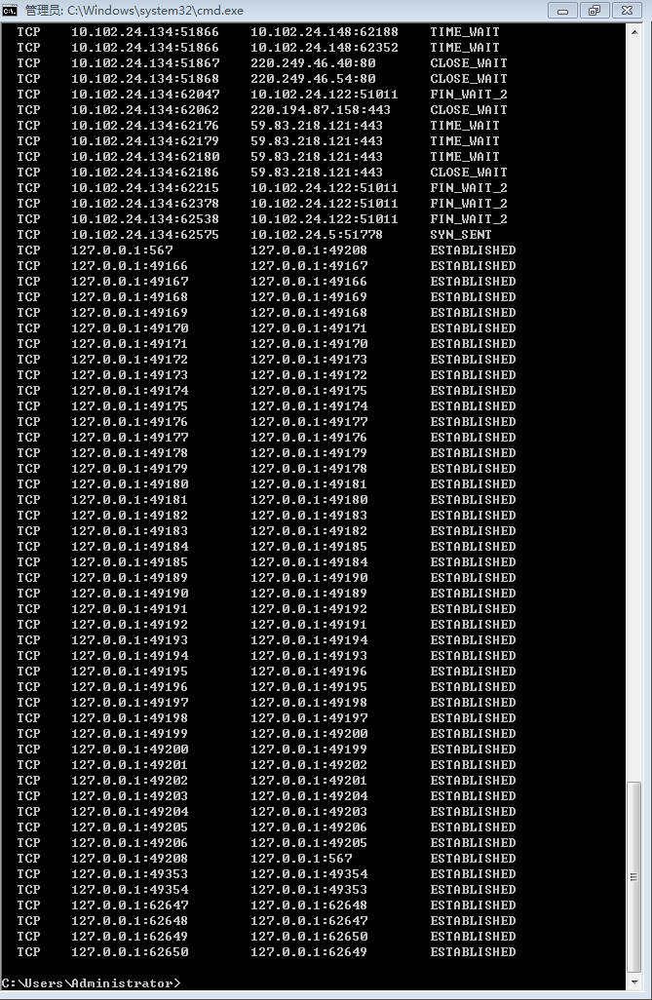 管理员: C:\Windows\system32\cmd.exe
TCP 10.102.24.134:51866 10.102.24.148:62188 TIME_WAIT
TCP 10.102.24.134:51866 10.102.24.148:62352 TIME_WAIT
TCP 10.102.24.134:51867 220.249.46.40:80 CLOSE_WAIT
TCP 10.102.24.134:51868 220.249.46.54:80 CLOSE_WAIT
TCP 10.102.24.134:62047 10.102.24.122:51011 FIN_WAIT_2
TCP 10.102.24.134:62062 220.194.87.158:443 CLOSE_WAIT
TCP 10.102.24.134:62176 59.83.218.121:443 TIME_WAIT
TCP 10.102.24.134:62179 59.83.218.121:443 TIME_WAIT
TCP 10.102.24.134:62180 59.83.218.121:443 TIME_WAIT
TCP 10.102.24.134:62186 59.83.218.121:443 CLOSE_WAIT
TCP 10.102.24.134:62215 10.102.24.122:51011 FIN_WAIT_2
TCP 10.102.24.134:62378 10.102.24.122:51011 FIN_WAIT_2
TCP 10.102.24.134:62538 10.102.24.122:51011 FIN_WAIT_2
TCP 10.102.24.134:62575 10.102.24.5:51778 SYN_SENT
TCP 127.0.0.1:567 127.0.0.1:49208 ESTABLISHED
TCP 127.0.0.1:49166 127.0.0.1:49167 ESTABLISHED
TCP 127.0.0.1:49167 127.0.0.1:49166 ESTABLISHED
TCP 127.0.0.1:49168 127.0.0.1:49169 ESTABLISHED
TCP 127.0.0.1:49169 127.0.0.1:49168 ESTABLISHED
TCP 127.0.0.1:49170 127.0.0.1:49171 ESTABLISHED
TCP 127.0.0.1:49171 127.0.0.1:49170 ESTABLISHED
TCP 127.0.0.1:49172 127.0.0.1:49173 ESTABLISHED
TCP 127.0.0.1:49173 127.0.0.1:49172 ESTABLISHED
TCP 127.0.0.1:49174 127.0.0.1:49175 ESTABLISHED
TCP 127.0.0.1:49175 127.0.0.1:49174 ESTABLISHED
TCP 127.0.0.1:49176 127.0.0.1:49177 ESTABLISHED
TCP 127.0.0.1:49177 127.0.0.1:49176 ESTABLISHED
TCP 127.0.0.1:49178 127.0.0.1:49179 ESTABLISHED
TCP 127.0.0.1:49179 127.0.0.1:49178 ESTABLISHED
TCP 127.0.0.1:49180 127.0.0.1:49181 ESTABLISHED
TCP 127.0.0.1:49181 127.0.0.1:49180 ESTABLISHED
TCP 127.0.0.1:49182 127.0.0.1:49183 ESTABLISHED
TCP 127.0.0.1:49183 127.0.0.1:49182 ESTABLISHED
TCP 127.0.0.1:49184 127.0.0.1:49185 ESTABLISHED
TCP 127.0.0.1:49185 127.0.0.1:49184 ESTABLISHED
TCP 127.0.0.1:49189 127.0.0.1:49190 ESTABLISHED
TCP 127.0.0.1:49190 127.0.0.1:49189 ESTABLISHED
TCP 127.0.0.1:49191 127.0.0.1:49192 ESTABLISHED
TCP 127.0.0.1:49192 127.0.0.1:49191 ESTABLISHED
TCP 127.0.0.1:49193 127.0.0.1:49194 ESTABLISHED
TCP 127.0.0.1:49194 127.0.0.1:49193 ESTABLISHED
TCP 127.0.0.1:49195 127.0.0.1:49196 ESTABLISHED
TCP 127.0.0.1:49196 127.0.0.1:49195 ESTABLISHED
TCP 127.0.0.1:49197 127.0.0.1:49198 ESTABLISHED
TCP 127.0.0.1:49198 127.0.0.1:49197 ESTABLISHED
TCP 127.0.0.1:49199 127.0.0.1:49200 ESTABLISHED
TCP 127.0.0.1:49200 127.0.0.1:49199 ESTABLISHED
TCP 127.0.0.1:49201 127.0.0.1:49202 ESTABLISHED
TCP 127.0.0.1:49202 127.0.0.1:49201 ESTABLISHED
TCP 127.0.0.1:49203 127.0.0.1:49204 ESTABLISHED
TCP 127.0.0.1:49204 127.0.0.1:49203 ESTABLISHED
TCP 127.0.0.1:49205 127.0.0.1:49206 ESTABLISHED
TCP 127.0.0.1:49206 127.0.0.1:49205 ESTABLISHED
TCP 127.0.0.1:49208 127.0.0.1:567 ESTABLISHED
TCP 127.0.0.1:49353 127.0.0.1:49354 ESTABLISHED
TCP 127.0.0.1:49354 127.0.0.1:49353 ESTABLISHED
TCP 127.0.0.1:62647 127.0.0.1:62648 ESTABLISHED
TCP 127.0.0.1:62648 127.0.0.1:62647 ESTABLISHED
TCP 127.0.0.1:62649 127.0.0.1:62650 ESTABLISHED
TCP 127.0.0.1:62650 127.0.0.1:62649 ESTABLISHED
C:\Users\Administrator>